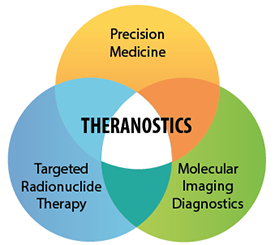 Precision
Medicine
THERANOSTICS
Targeted
Radionuclide
Therapy
Molecular
Imaging
Diagnostics